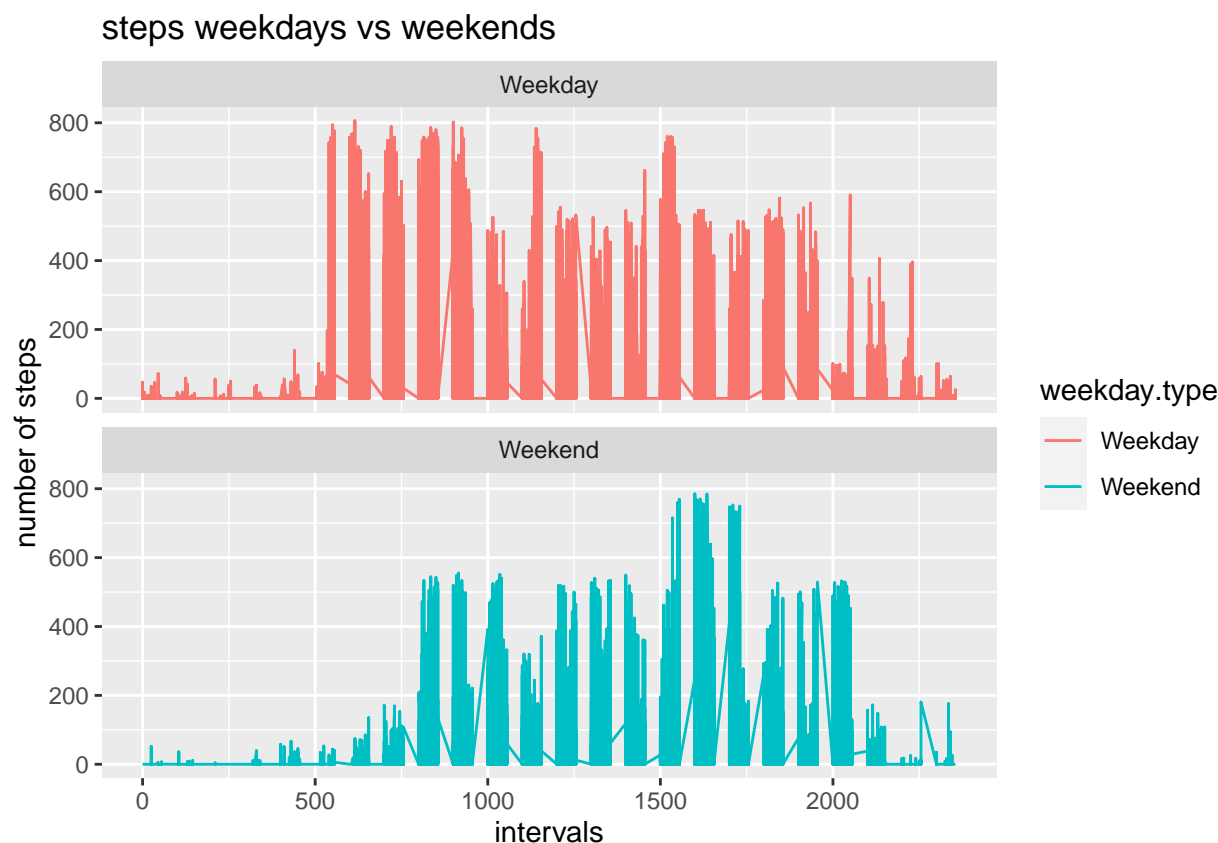 steps weekdays vs weekends
Weekday
800
600
400
200
0
Weekend
800
600
400
200
0
0 500 1000 1500 2000
intervals
number of steps
weekday.type
Weekday
Weekend